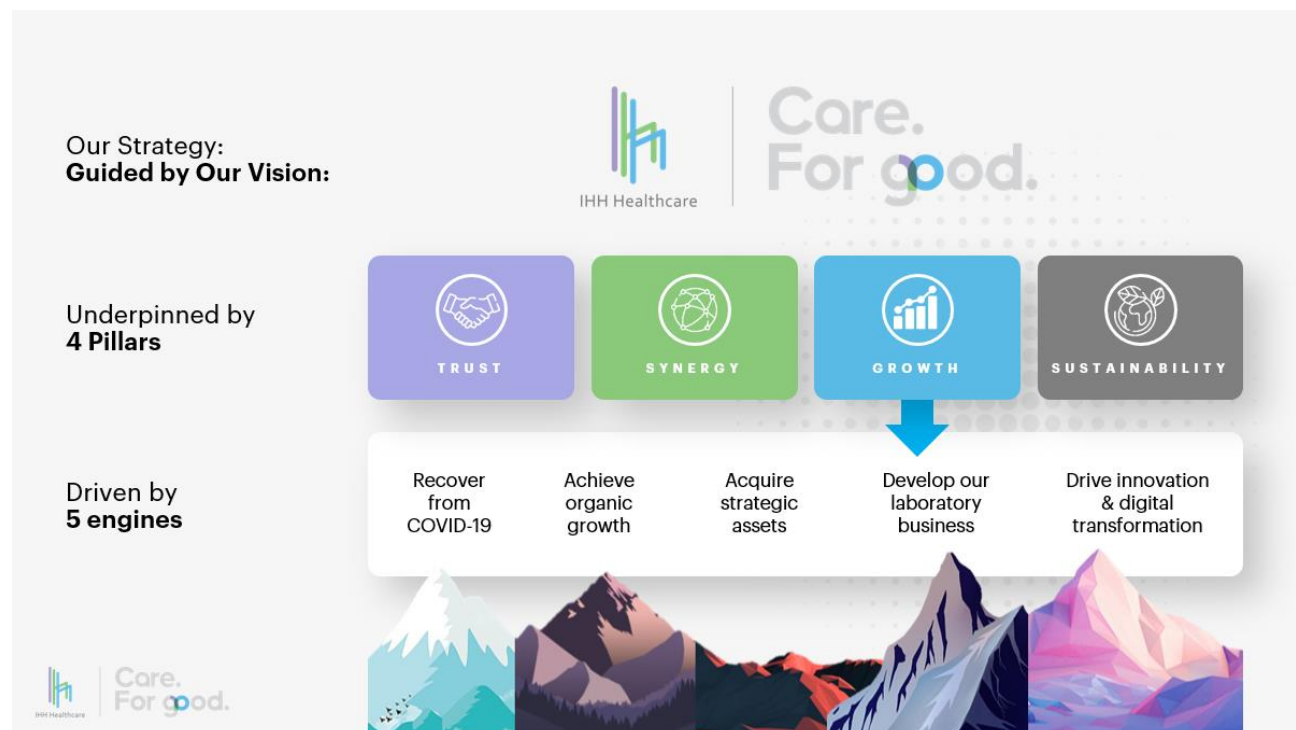 Our Strategy:
Guided by Our Vision:
IHH Healthcare
Care.
For good.
Underpinned by
4 Pillars
TRUST
SYNERGY
GROWTH
SUSTAINABILITY
Driven by
5 engines
Recover
from
COVID-19
Achieve
organic
growth
Acquire
strategic
assets
Develop our
laboratory
business
Drive innovation
& digital
transformation
IHH Healthcare
Care.
For good.